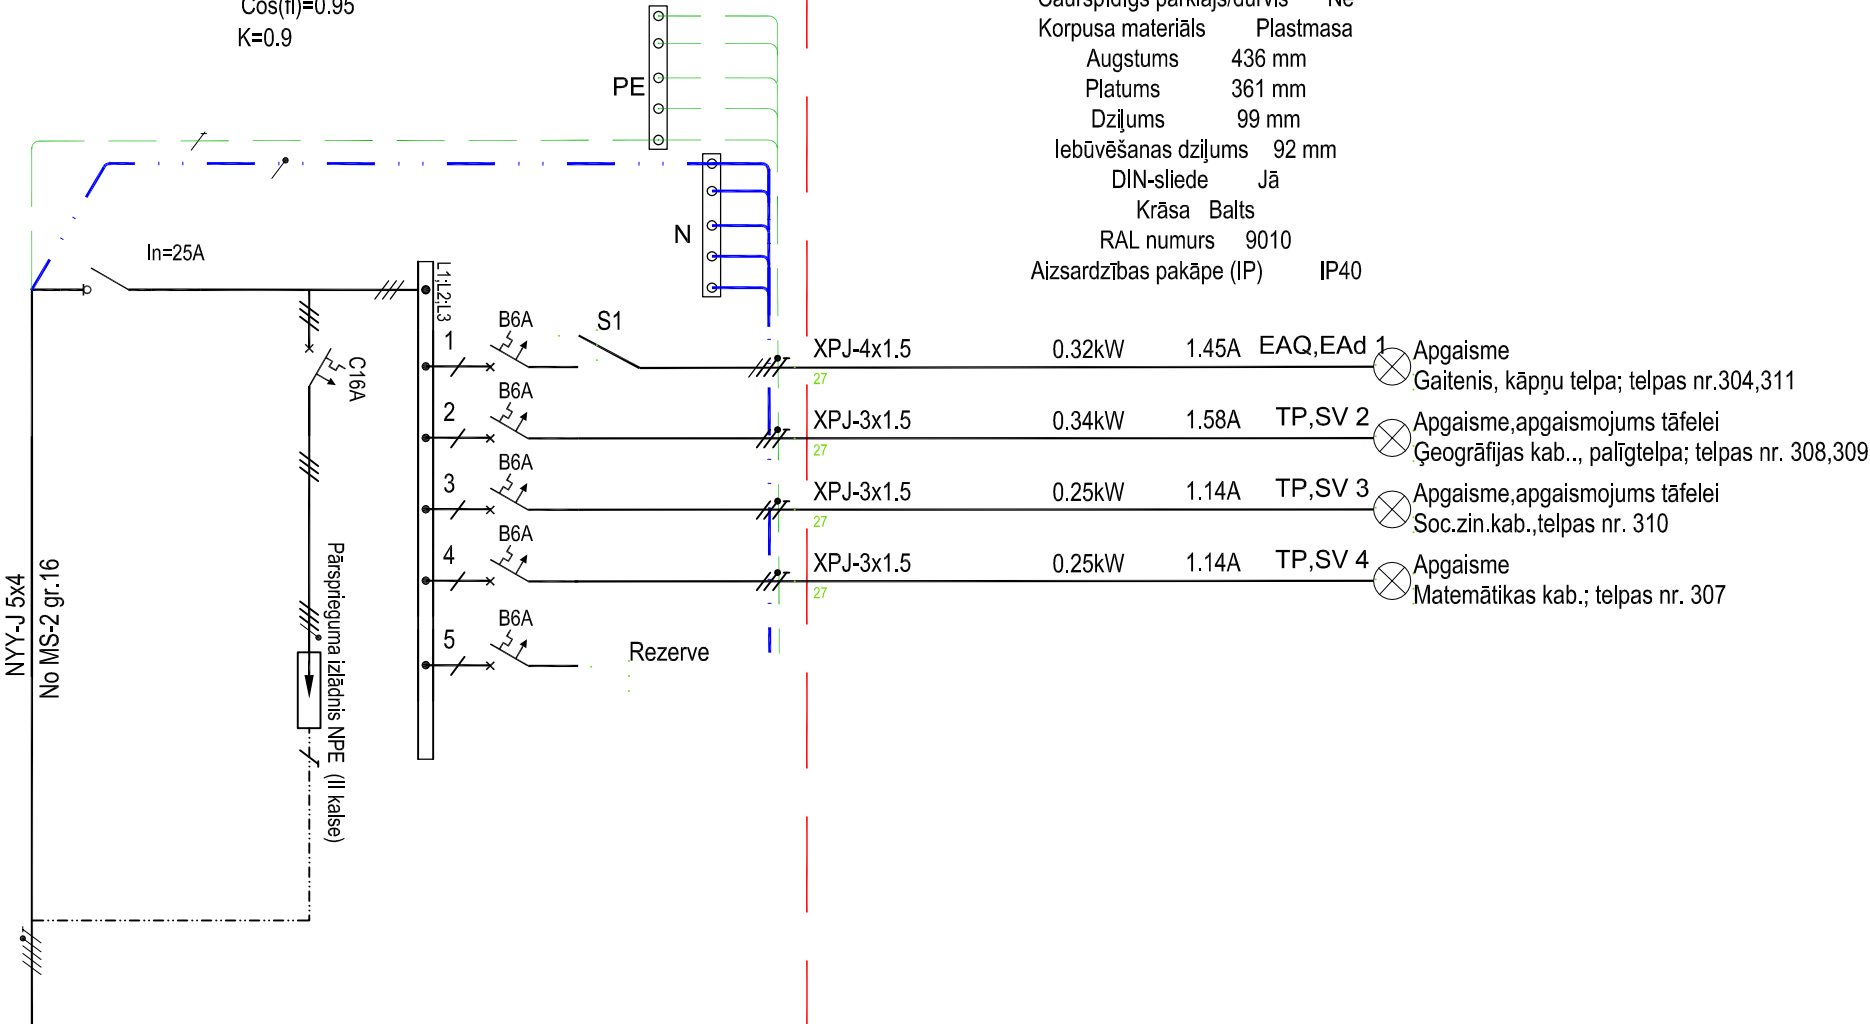 Cos(fi)=0.95
K=0.9
Caurspīdīgs pārklājs/durvis Nē
Korpusa materiāls Plastmasa
Augstums 436 mm
Platums 361 mm
Dziļums 99 mm
Iebūvēšanas dziļums 92 mm
DIN-sliede Jā
Krāsa Balts
RAL numurs 9010
Aizsardzības pakāpe (IP) IP40
PE
N
In=25A
L1;L2;L3
C16A
1 B6A S1 XPJ-4x1.5 0.32kW 1.45A EAQ,EAd 1 Apgaisme
27 Gaitenis, kāpņu telpa; telpas nr.304,311
2 B6A XPJ-3x1.5 0.34kW 1.58A TP,SV 2 Apgaisme,apgaismojums tāfelei
27 Ģeogrāfijas kab.., palīgtelpa; telpas nr. 308,309
3 B6A XPJ-3x1.5 0.25kW 1.14A TP,SV 3 Apgaisme,apgaismojums tāfelei
27 Soc.zin.kab.,telpas nr. 310
4 B6A XPJ-3x1.5 0.25kW 1.14A TP,SV 4 Apgaisme
27 Matemātikas kab.; telpas nr. 307
5 B6A Rezerve
NYY-J 5x4
No MS-2 gr.16
Pārsprieguma izlādnis NPE (II kalse)